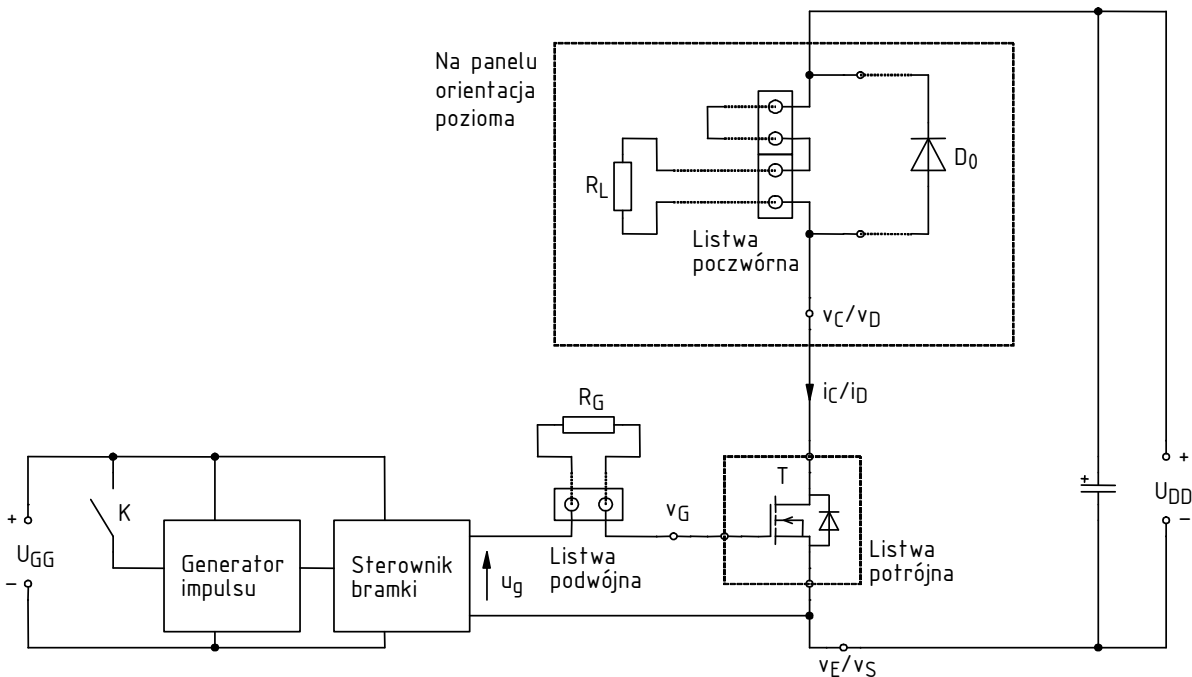 Na panelu
orientacja
pozioma
RL
D0
Listwa
poczwórna
vC/vD
iC/iD
RG
T
+
UDD
−
+
K
vG
+
UGG
−
Generator
impulsu
Sterownik
bramki
ug
Listwa
podwójna
Listwa
potrójna
vE/vS